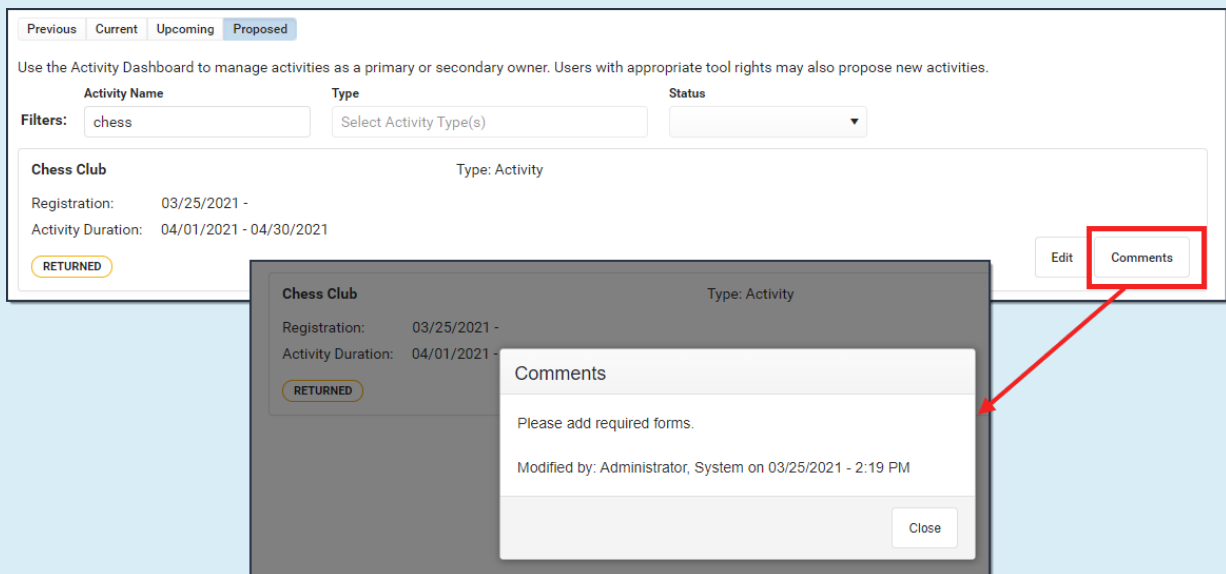 Previous Current Upcoming Proposed
Use the Activity Dashboard to manage activities as a primary or secondary owner. Users with appropriate tool rights may also propose new activities.
Activity Name Type Status
Filters: chess Select Activity Type(s)
Chess Club Type: Activity
Registration: 03/25/2021 -
Activity Duration: 04/01/2021 - 04/30/2021
RETURNED Edit Comments
Chess Club Type: Activity
Registration: 03/25/2021 -
Activity Duration: 04/01/2021 -
RETURNED
Comments
Please add required forms.
Modified by: Administrator, System on 03/25/2021 - 2:19 PM
Close